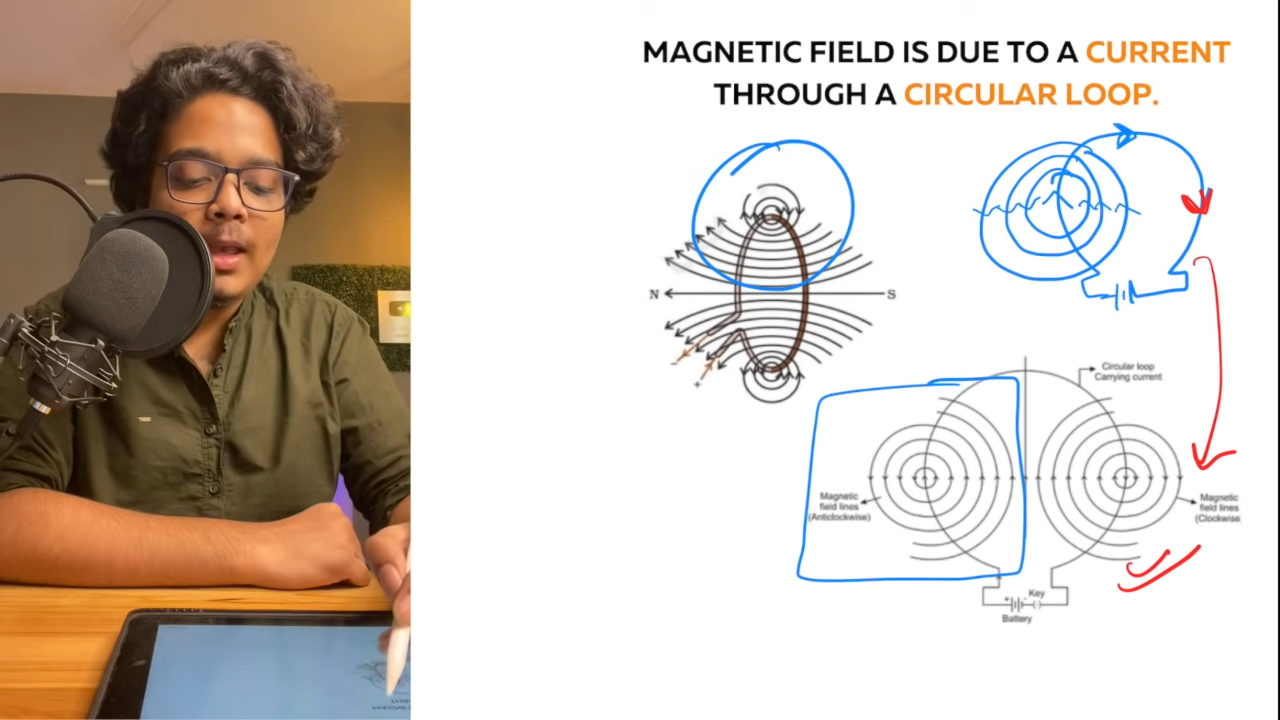 MAGNETIC FIELD IS DUE TO A CURRENT
THROUGH A CIRCULAR LOOP.
N
S
-
+
Circular loop
Carrying current
Magnetic
field lines
(Anticlockwise)
Magnetic
field lines
(Clockwise
+
-
Key
Battery